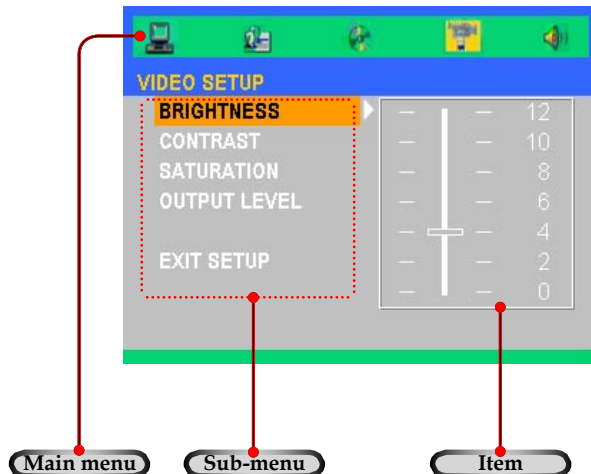 VIDEO SETUP
BRIGHTNESS
CONTRAST
SATURATION
OUTPUT LEVEL
EXIT SETUP
12
10
8
6
4
2
0
Main menu
Sub-menu
Item